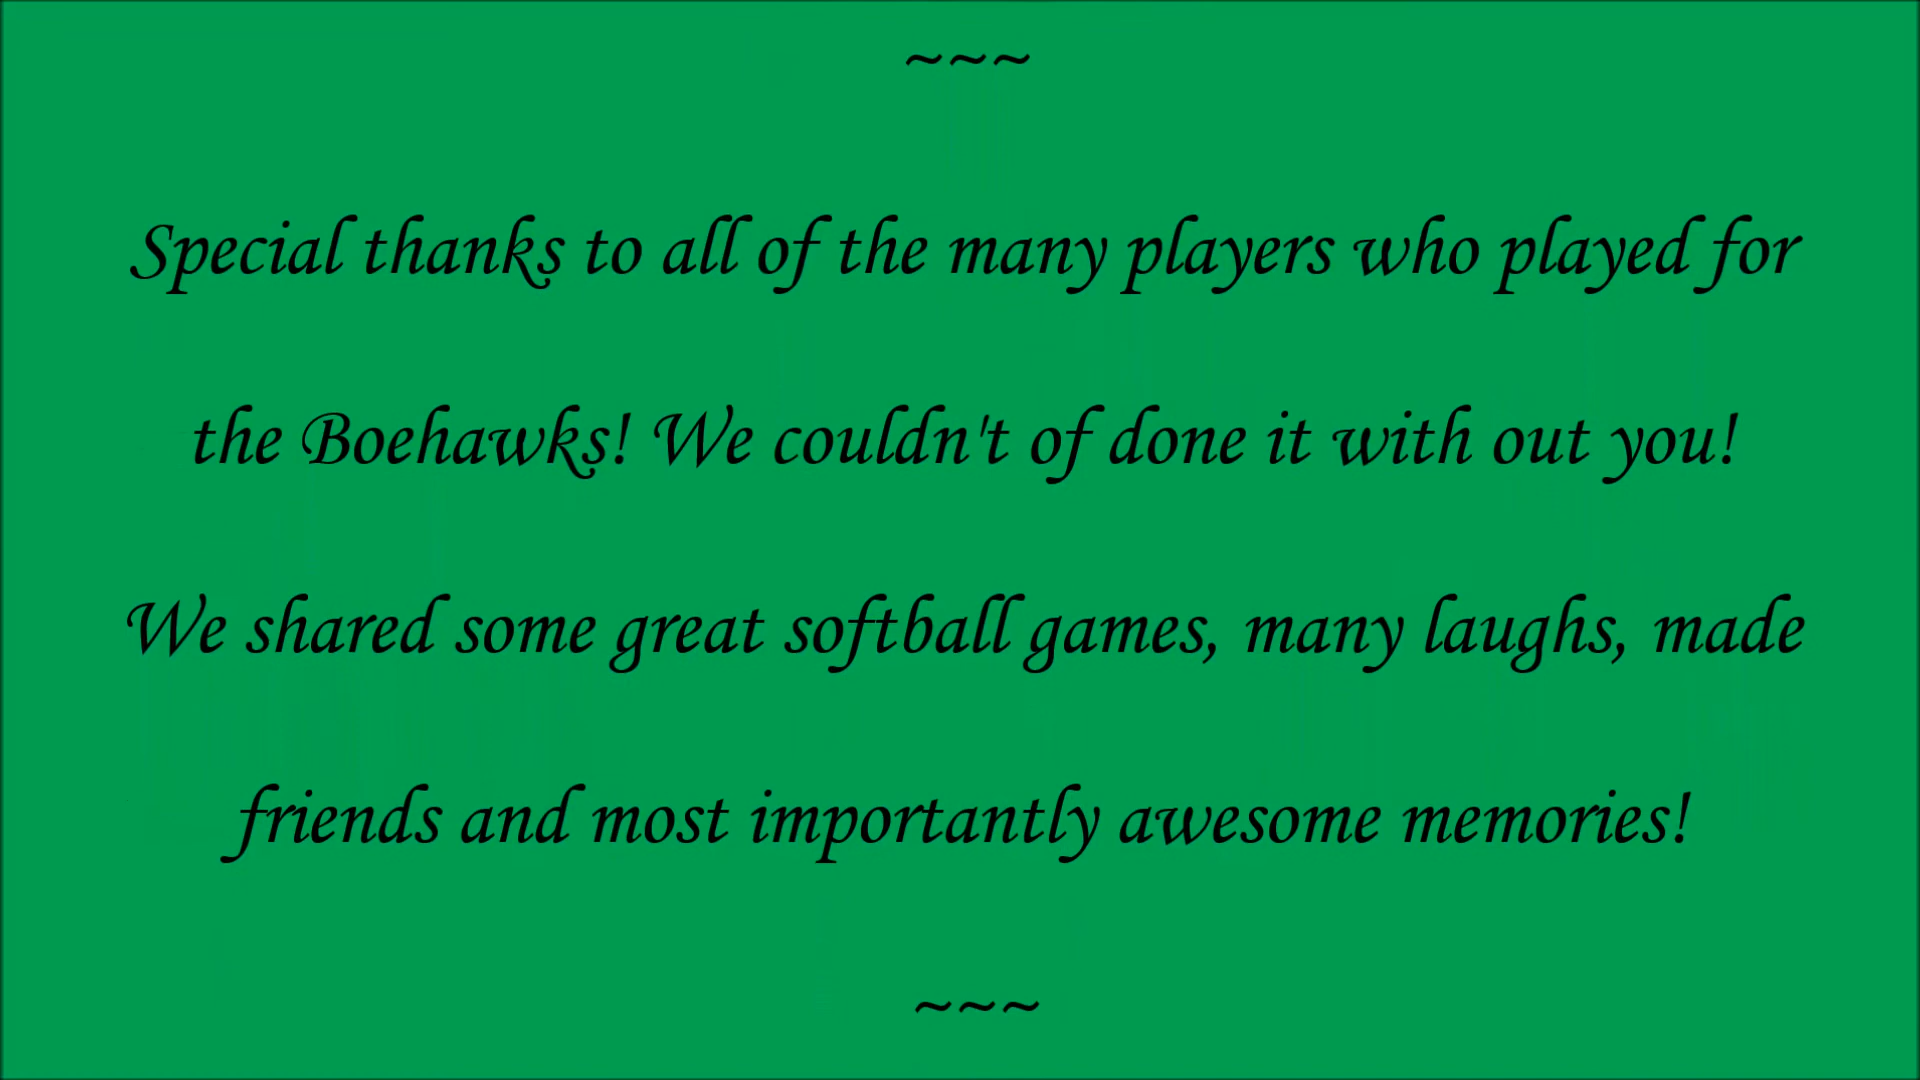 ~~~
Special thanks to all of the many players who played for
the Boehawks! We couldn't of done it with out you!
We shared some great softball games, many laughs, made
friends and most importantly awesome memories!
~~~